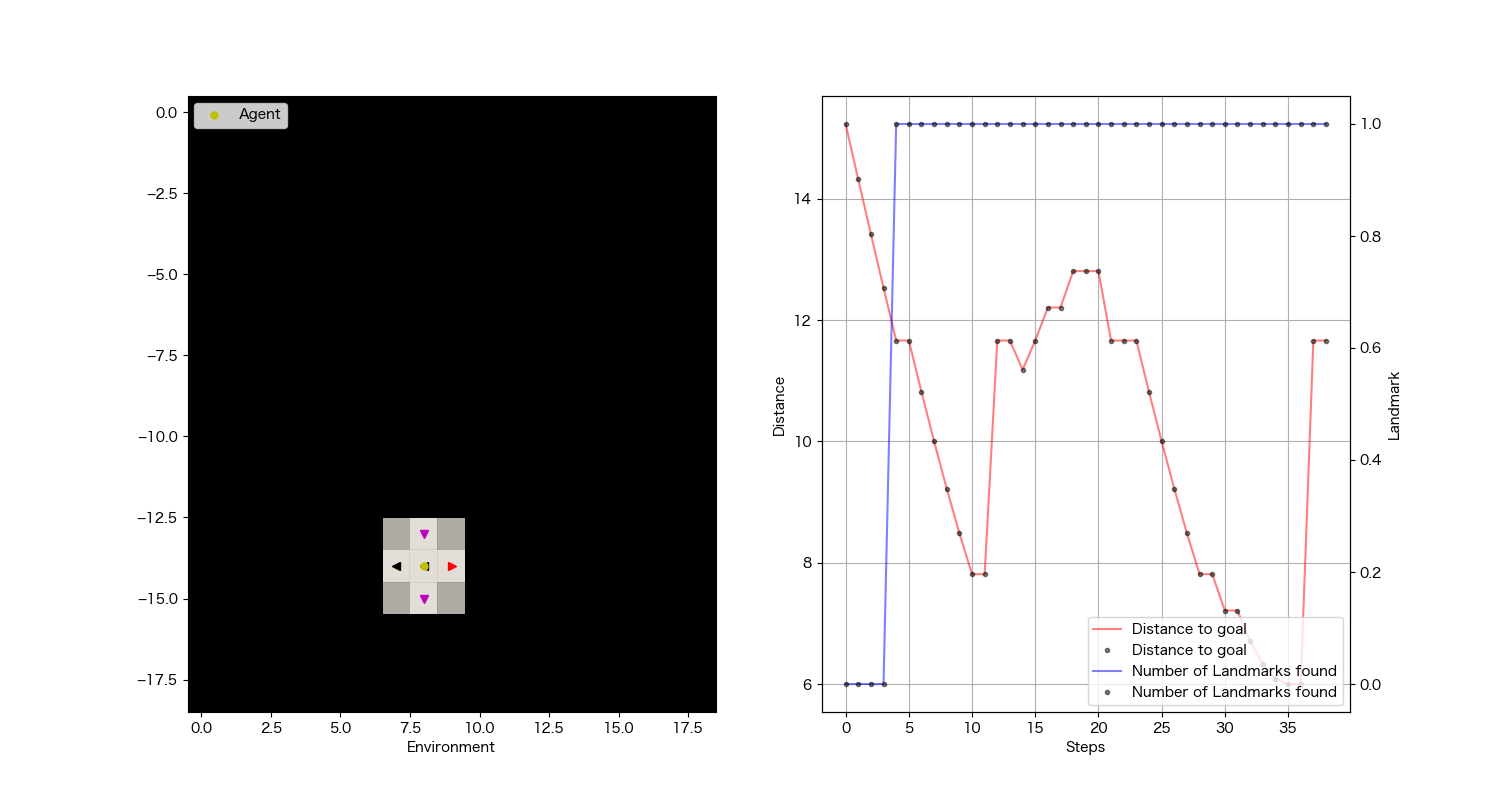 Agent
0.0
−2.5
−5.0
−7.5
−10.0
−12.5
−15.0
−17.5
0.0 2.5 5.0 7.5 10.0 12.5 15.0 17.5
Environment
Distance
14
12
10
8
6
1.0
0.8
0.6
0.4
0.2
0.0
Landmark
Distance to goal
Distance to goal
Number of Landmarks found
Number of Landmarks found
0 5 10 15 20 25 30 35
Steps